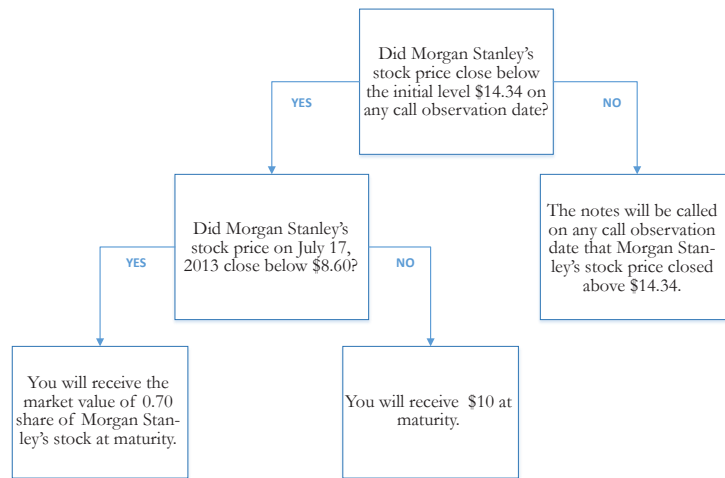 Did Morgan Stanley's
stock price close below
the initial level $14.34 on
any call observation date?
YES
NO
Did Morgan Stanley's
stock price on July 17,
2013 close below $8.60?
The notes will be called
on any call observation
date that Morgan Stan-
ley's stock price closed
above $14.34.
YES
NO
You will receive the
market value of 0.70
share of Morgan Stan-
ley's stock at maturity.
You will receive $10 at
maturity.